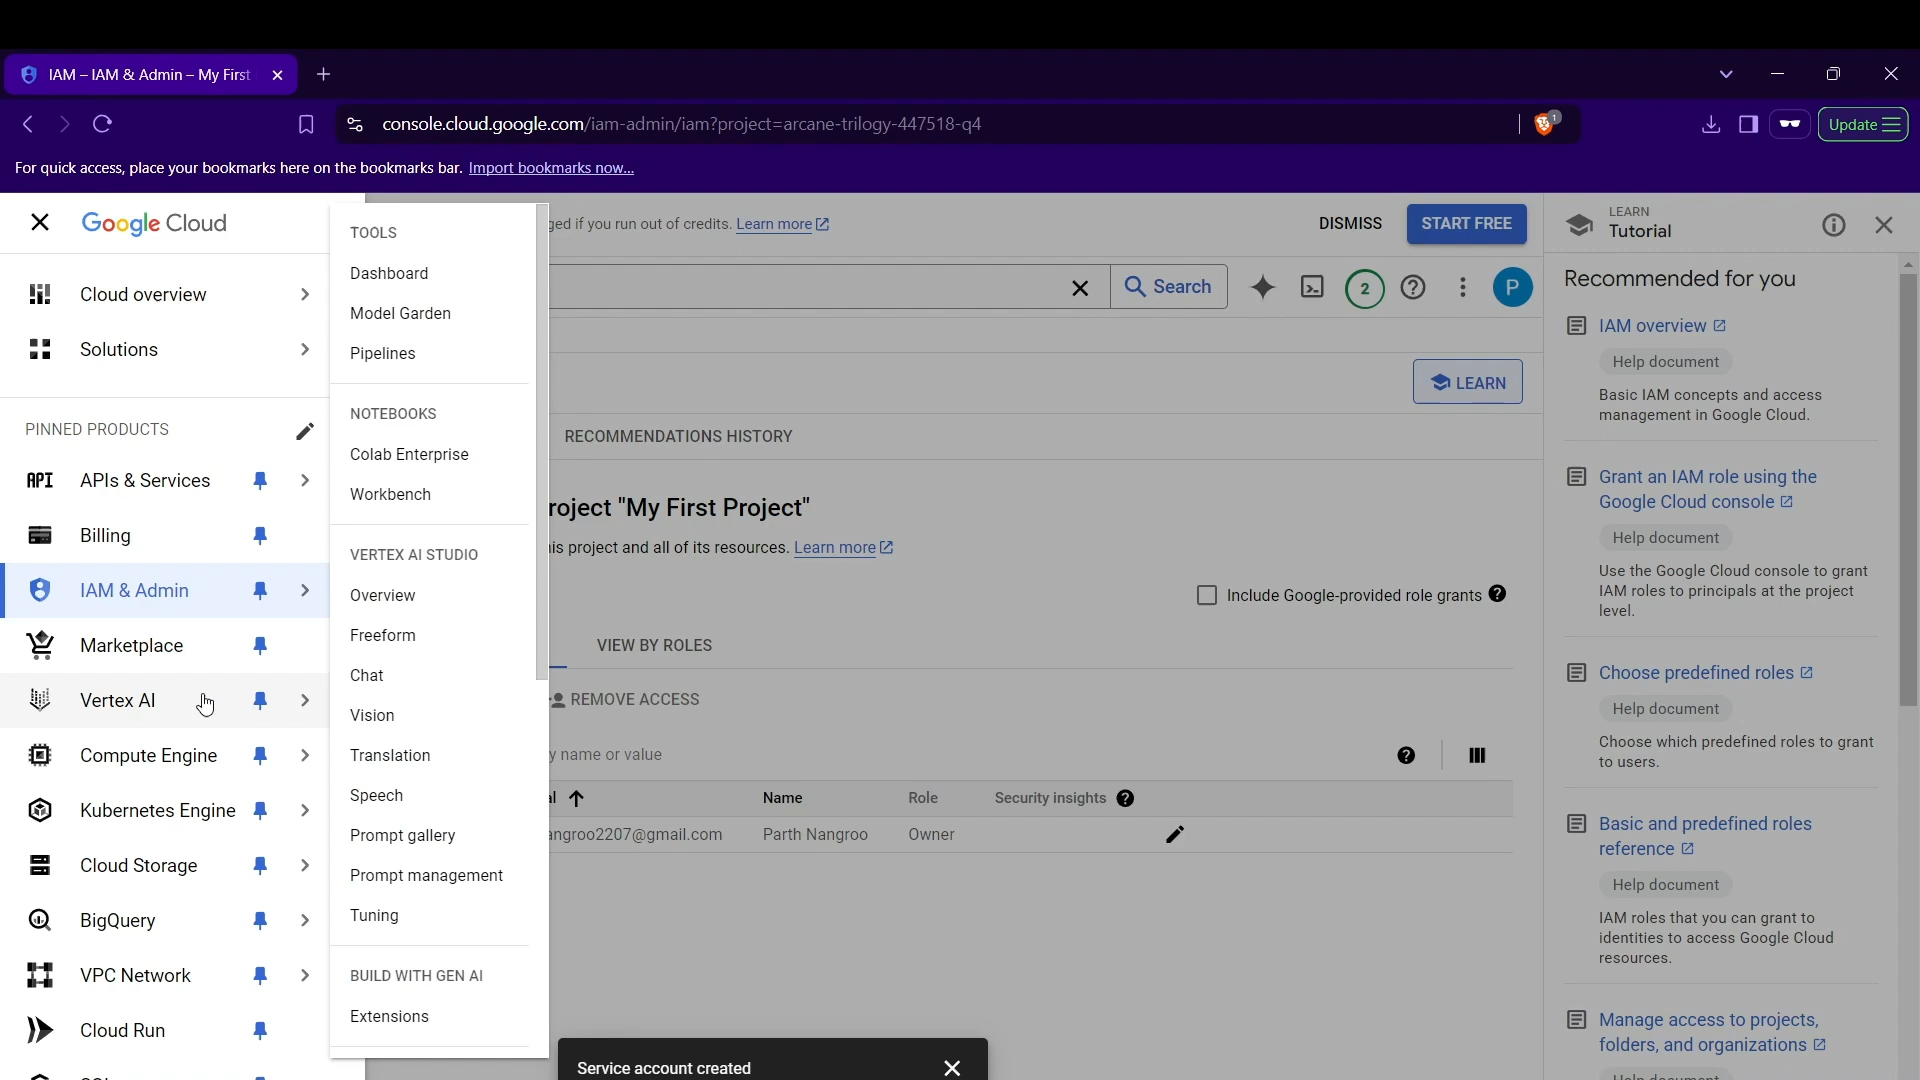 IAM – IAM & Admin – My First
console.cloud.google.com/iam-admin/iam?project=arcane-trilogy-447518-q4
1
Update
For quick access, place your bookmarks here on the bookmarks bar. Import bookmarks now...
Google Cloud
Cloud overview
Solutions
PINNED PRODUCTS
API APIs & Services
Billing
IAM & Admin
Marketplace
Vertex AI
Compute Engine
Kubernetes Engine
Cloud Storage
BigQuery
VPC Network
Cloud Run
TOOLS
Dashboard
Model Garden
Pipelines
NOTEBOOKS
Colab Enterprise
Workbench
VERTEX AI STUDIO
Overview
Freeform
Chat
Vision
Translation
Speech
Prompt gallery
Prompt management
Tuning
BUILD WITH GEN AI
Extensions
ged if you run out of credits. Learn more
DISMISS
START FREE
Search
2
P
LEARN
RECOMMENDATIONS HISTORY
roject "My First Project"
is project and all of its resources. Learn more
Include Google-provided role grants
VIEW BY ROLES
REMOVE ACCESS
y name or value
al Name Role Security insights
angroo2207@gmail.com Parth Nangroo Owner
Service account created
LEARN
Tutorial
Recommended for you
IAM overview
Help document
Basic IAM concepts and access
management in Google Cloud.
Grant an IAM role using the
Google Cloud console
Help document
Use the Google Cloud console to grant
IAM roles to principals at the project
level.
Choose predefined roles
Help document
Choose which predefined roles to grant
to users.
Basic and predefined roles
reference
Help document
IAM roles that you can grant to
identities to access Google Cloud
resources.
Manage access to projects,
folders, and organizations
Help document